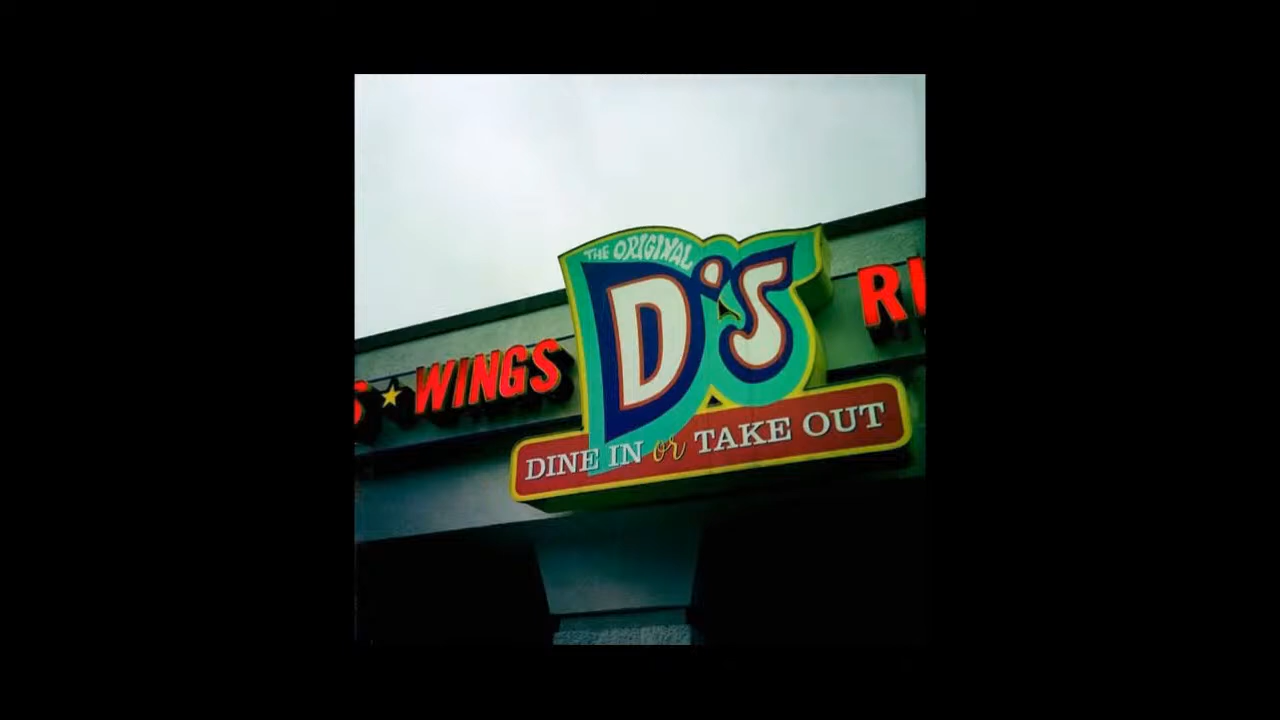 THE ORIGINAL
D'S
WINGS
DINE IN or TAKE OUT